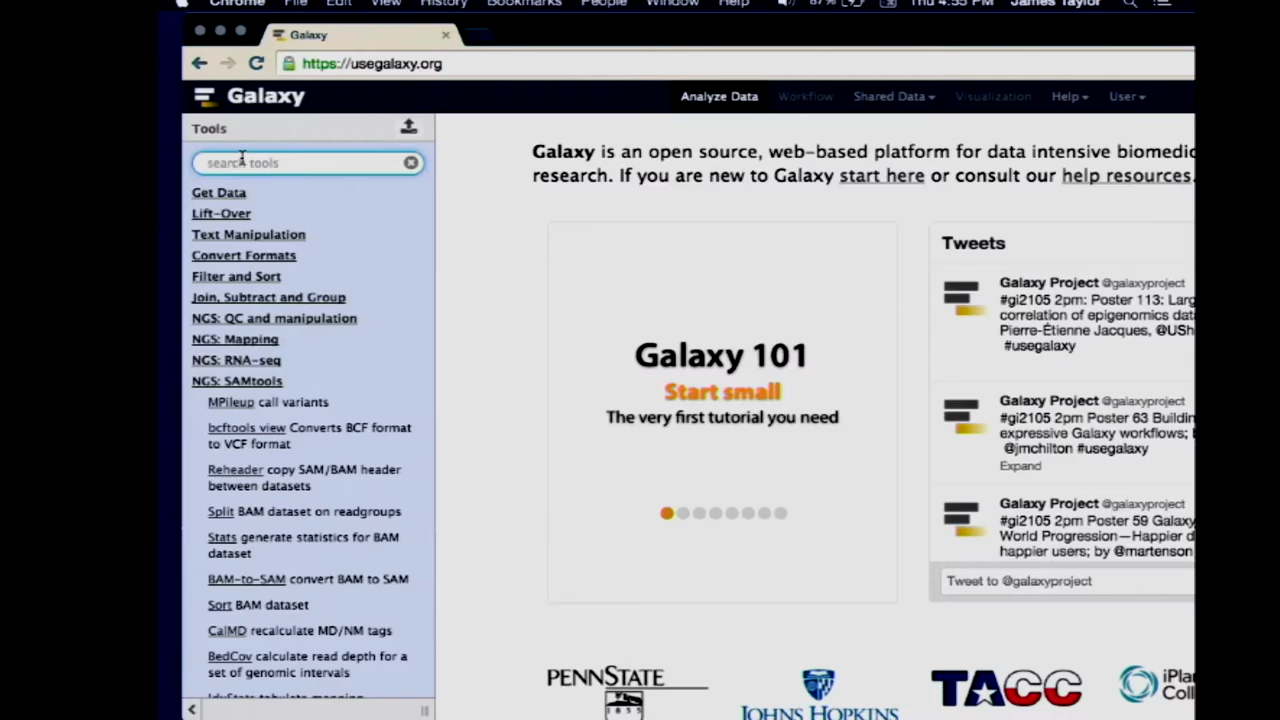 Chrome File Edit View History Bookmarks People Window Help 87% Thu 4:55 PM James Taylor
Galaxy
https://usegalaxy.org
Galaxy Analyze Data Workflow Shared Data Visualization Help User
Tools
search tools
Get Data
Lift-Over
Text Manipulation
Convert Formats
Filter and Sort
Join, Subtract and Group
NGS: QC and manipulation
NGS: Mapping
NGS: RNA-seq
NGS: SAMtools
MPileup call variants
bcftools view Converts BCF format
to VCF format
Reheader copy SAM/BAM header
between datasets
Split BAM dataset on readgroups
Stats generate statistics for BAM
dataset
BAM-to-SAM convert BAM to SAM
Sort BAM dataset
CalMD recalculate MD/NM tags
BedCov calculate read depth for a
set of genomic intervals
Galaxy is an open source, web-based platform for data intensive biomedic
research. If you are new to Galaxy start here or consult our help resources.
Galaxy 101
Start small
The very first tutorial you need
Tweets
Galaxy Project @galaxyproject
#gi2105 2pm: Poster 113: Larg
correlation of epigenomics dat
Pierre-Étienne Jacques, @USh
#usegalaxy
Galaxy Project @galaxyproject
#gi2105 2pm Poster 63 Building
expressive Galaxy workflows; b
@jmchilton #usegalaxy
Expand
Galaxy Project @galaxyproject
#gi2105 2pm Poster 59 Galaxy
World Progression—Happier d
happier users; by @martenson
Tweet to @galaxyproject
PENNSTATE
1855
JOHNS HOPKINS
TACC
iPlan
Coll